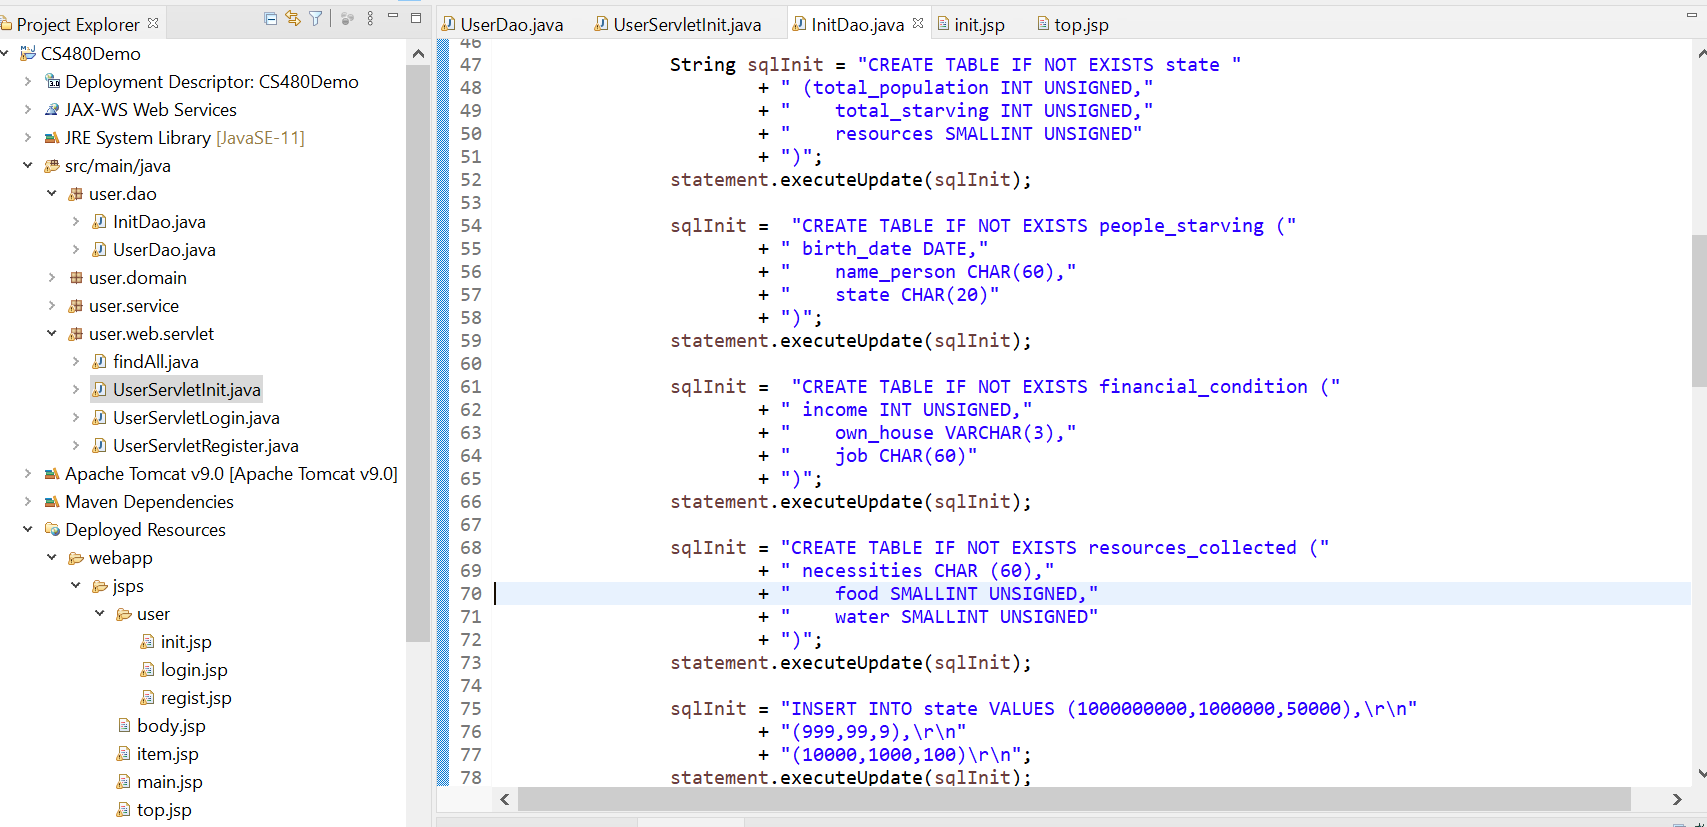 Project Explorer
CS480Demo
Deployment Descriptor: CS480Demo
JAX-WS Web Services
JRE System Library [JavaSE-11]
src/main/java
user.dao
InitDao.java
UserDao.java
user.domain
user.service
user.web.servlet
findAll.java
UserServletInit.java
UserServletLogin.java
UserServletRegister.java
Apache Tomcat v9.0 [Apache Tomcat v9.0]
Maven Dependencies
Deployed Resources
webapp
jsps
user
init.jsp
login.jsp
regist.jsp
body.jsp
item.jsp
main.jsp
top.jsp
UserDao.java UserServletInit.java InitDao.java init.jsp top.jsp
46
47 String sqlInit = "CREATE TABLE IF NOT EXISTS state "
48 + " (total_population INT UNSIGNED,"
49 + "    total_starving INT UNSIGNED,"
50 + "    resources SMALLINT UNSIGNED"
51 + ")";
52 statement.executeUpdate(sqlInit);
53
54 sqlInit =  "CREATE TABLE IF NOT EXISTS people_starving ("
55 + " birth_date DATE,"
56 + "    name_person CHAR(60),"
57 + "    state CHAR(20)"
58 + ")";
59 statement.executeUpdate(sqlInit);
60
61 sqlInit =  "CREATE TABLE IF NOT EXISTS financial_condition ("
62 + " income INT UNSIGNED,"
63 + "    own_house VARCHAR(3),"
64 + "    job CHAR(60)"
65 + ")";
66 statement.executeUpdate(sqlInit);
67
68 sqlInit = "CREATE TABLE IF NOT EXISTS resources_collected ("
69 + " necessities CHAR (60),"
70 + "    food SMALLINT UNSIGNED,"
71 + "    water SMALLINT UNSIGNED"
72 + ")";
73 statement.executeUpdate(sqlInit);
74
75 sqlInit = "INSERT INTO state VALUES (1000000000,1000000,50000),\r\n"
76 + "(999,99,9),\r\n"
77 + "(10000,1000,100)\r\n";
78 statement.executeUpdate(sqlInit);